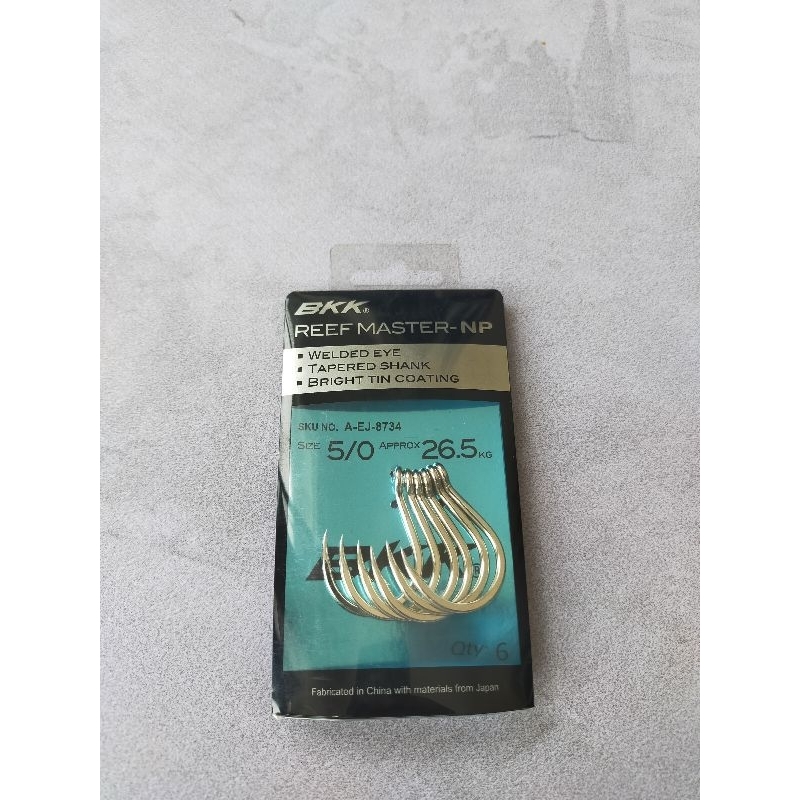 BKK®
REEF MASTER-NP
▪ WELDED EYE
▪ TAPERED SHANK
▪ BRIGHT TIN COATING
SKU NO. A-EJ-8734
SIZE 5/0 APPROX 26.5 KG
BKK®
Qty: 6
Fabricated in China with materials from Japan